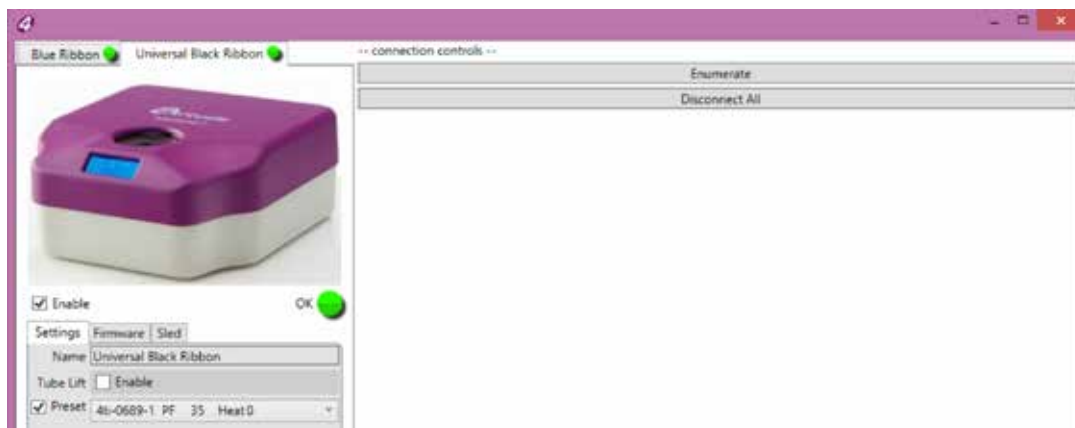 Blue Ribbon
Universal Black Ribbon
-- connection controls --
Enumerate
Disconnect All
Enable
OK
Settings Firmware Sled
Name Universal Black Ribbon
Tube Lift Enable
Preset 4ti-0689-1 PF 35 Heat 0